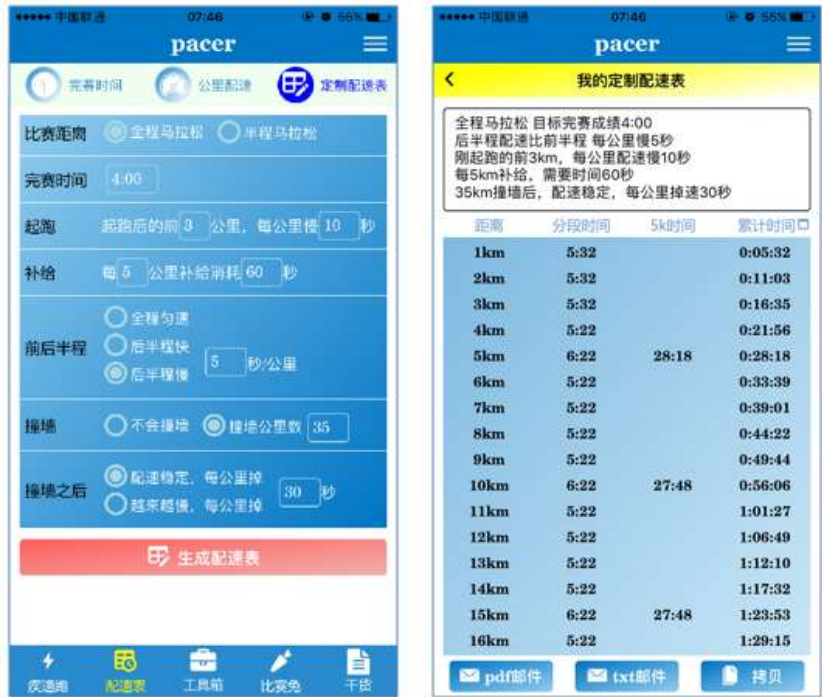 中国联通 07:46 55%
pacer
完赛时间 公里配速 定制配速表
比赛距离 全程马拉松 半程马拉松
完赛时间 4:00
起跑 起跑后的前 3 公里，每公里慢 10 秒
补给 每 5 公里补给消耗 60 秒
前后半程 全程匀速
后半程快
后半程慢 5 秒/公里
撞墙 不会撞墙 撞墙公里数 35
撞墙之后 配速稳定，每公里掉
越来越慢，每公里掉 30 秒
生成配速表
疾速跑 配速表 工具箱 比赛兔 干货
中国联通 07:46 55%
pacer
我的定制配速表
全程马拉松 目标完赛成绩4:00
后半程配速比前半程 每公里慢5秒
刚起跑的前3km，每公里配速慢10秒
每5km补给，需要时间60秒
35km撞墙后，配速稳定，每公里掉速30秒
距离 分段时间 5k时间 累计时间
1km 5:32 0:05:32
2km 5:32 0:11:03
3km 5:32 0:16:35
4km 5:22 0:21:56
5km 6:22 28:18 0:28:18
6km 5:22 0:33:39
7km 5:22 0:39:01
8km 5:22 0:44:22
9km 5:22 0:49:44
10km 6:22 27:48 0:56:06
11km 5:22 1:01:27
12km 5:22 1:06:49
13km 5:22 1:12:10
14km 5:22 1:17:32
15km 6:22 27:48 1:23:53
16km 5:22 1:29:15
pdf邮件 txt邮件 拷贝